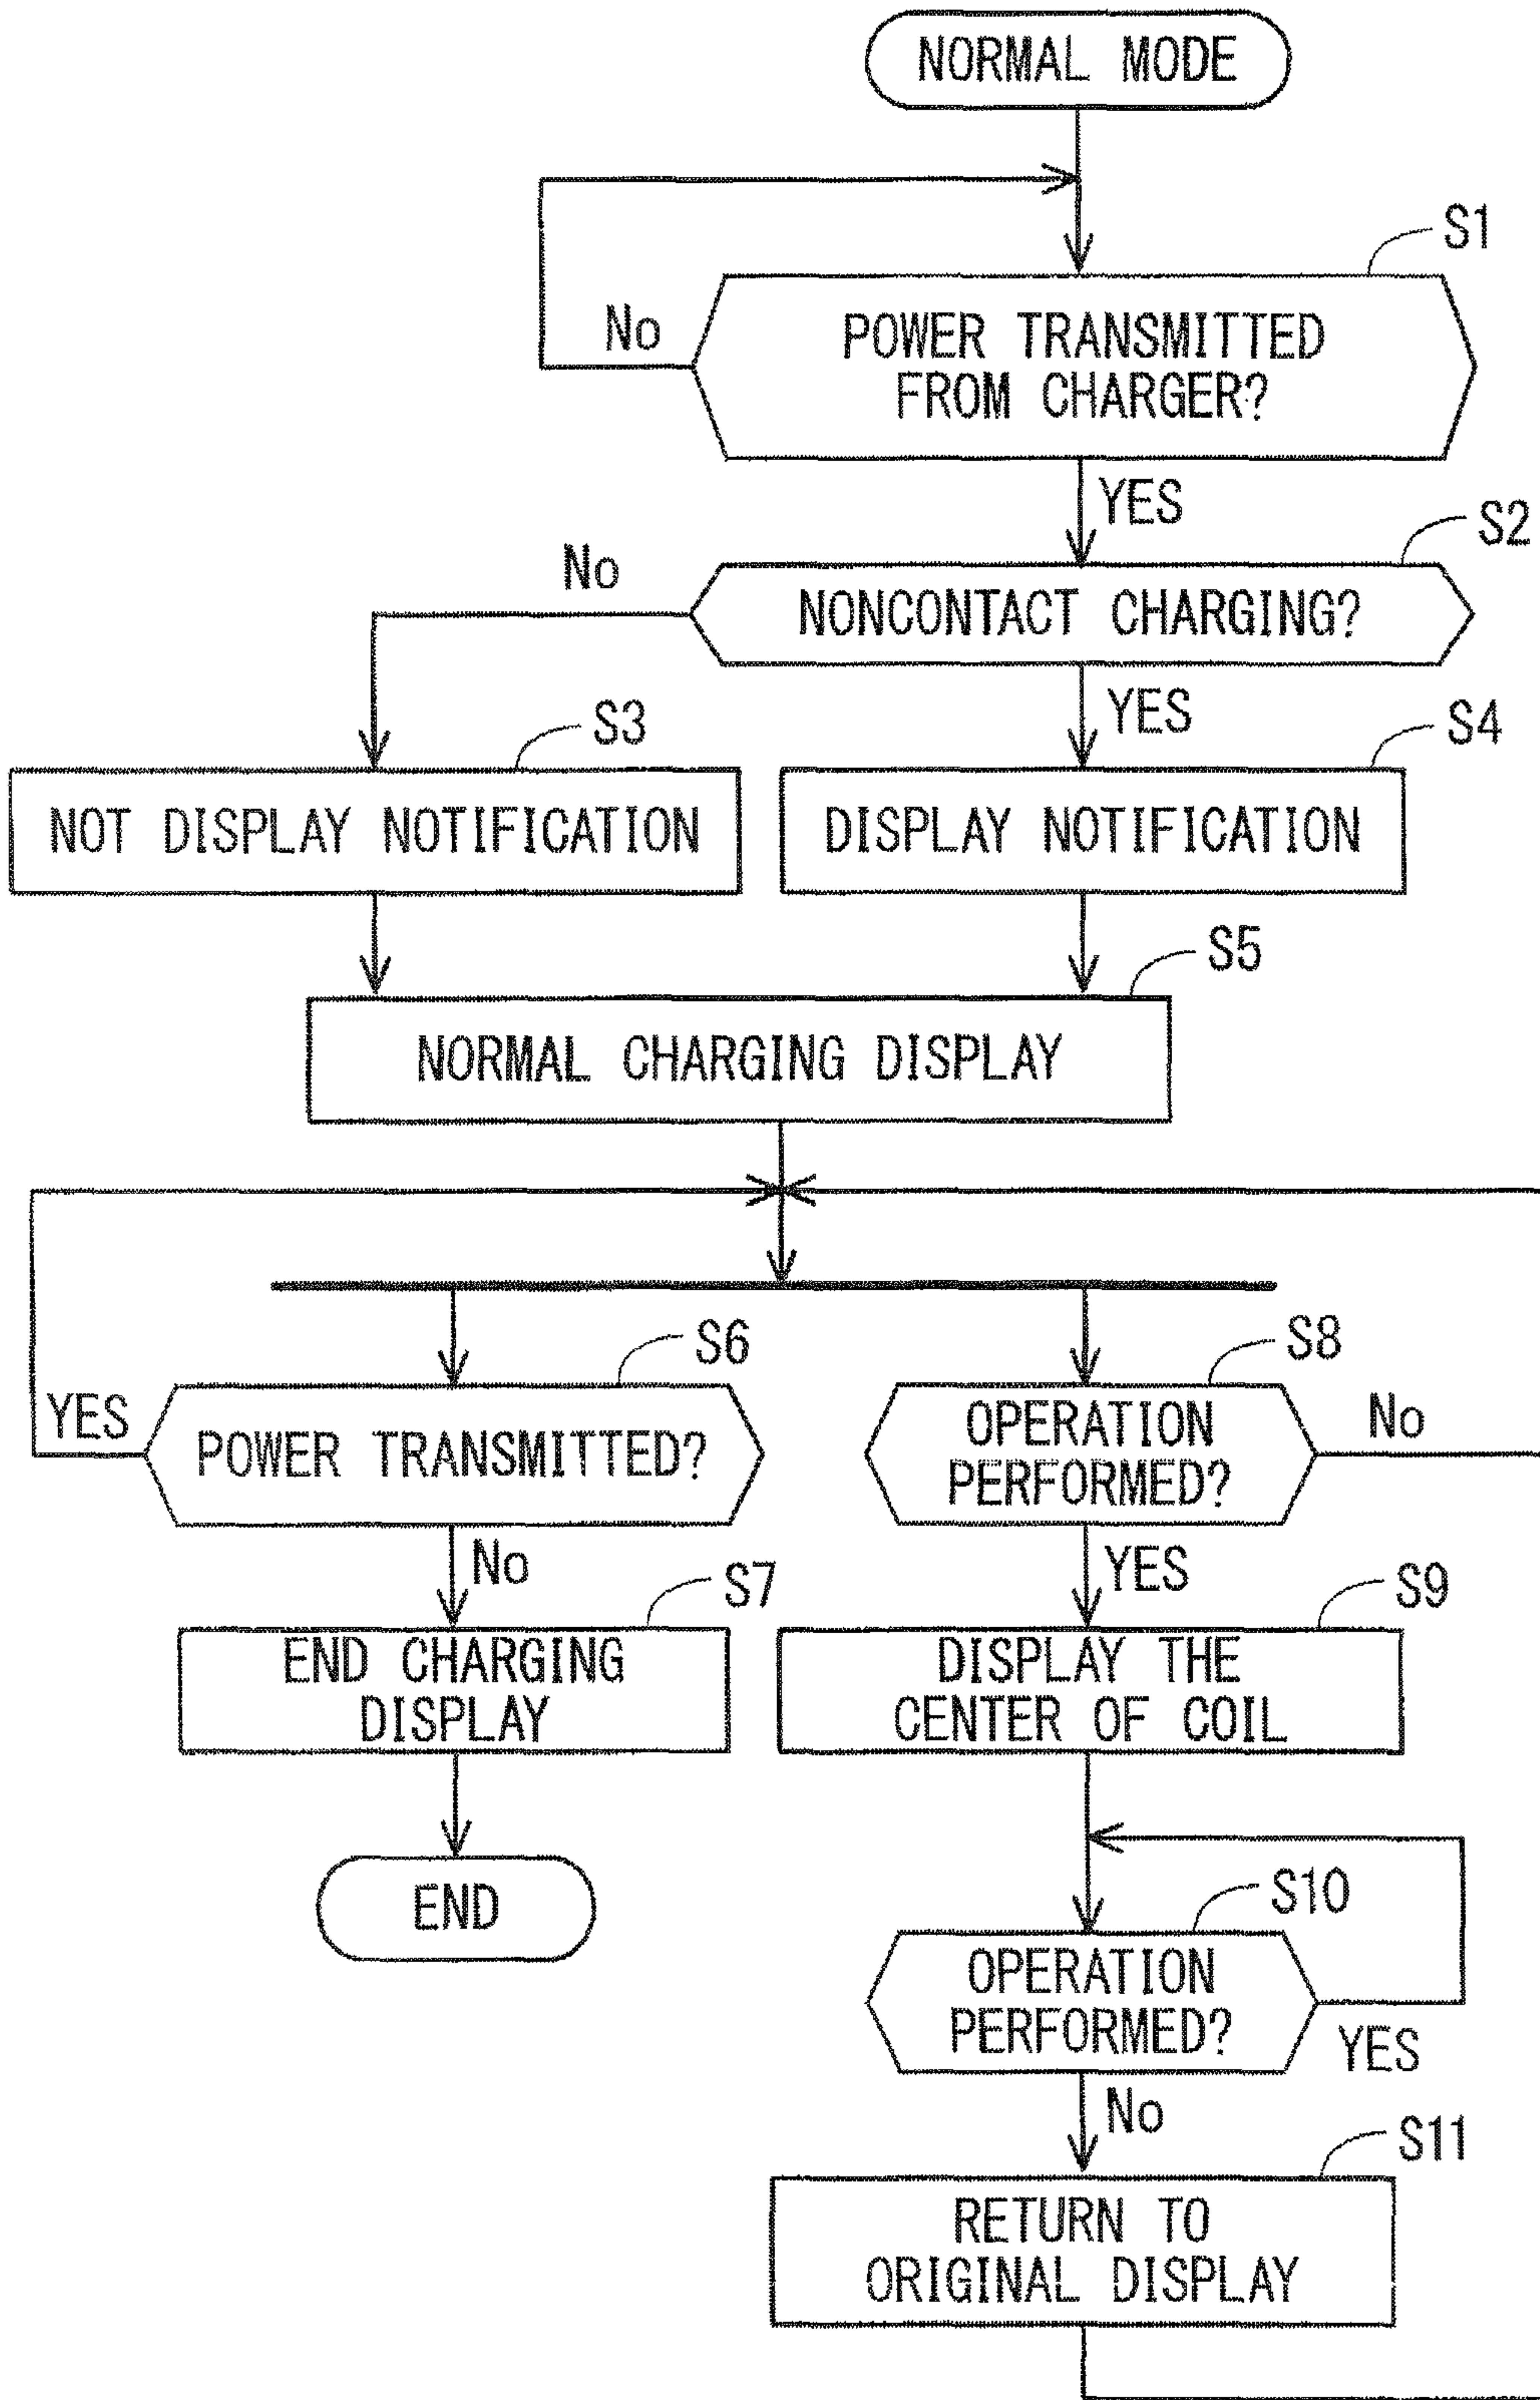 NORMAL MODE
S1
No
POWER TRANSMITTED
FROM CHARGER?
YES
S2
No
NONCONTACT CHARGING?
YES
S3
S4
NOT DISPLAY NOTIFICATION
DISPLAY NOTIFICATION
S5
NORMAL CHARGING DISPLAY
S6
S8
YES
POWER TRANSMITTED?
OPERATION
PERFORMED?
No
No
YES
S7
S9
END CHARGING
DISPLAY
DISPLAY THE
CENTER OF COIL
END
S10
OPERATION
PERFORMED?
YES
No
S11
RETURN TO
ORIGINAL DISPLAY